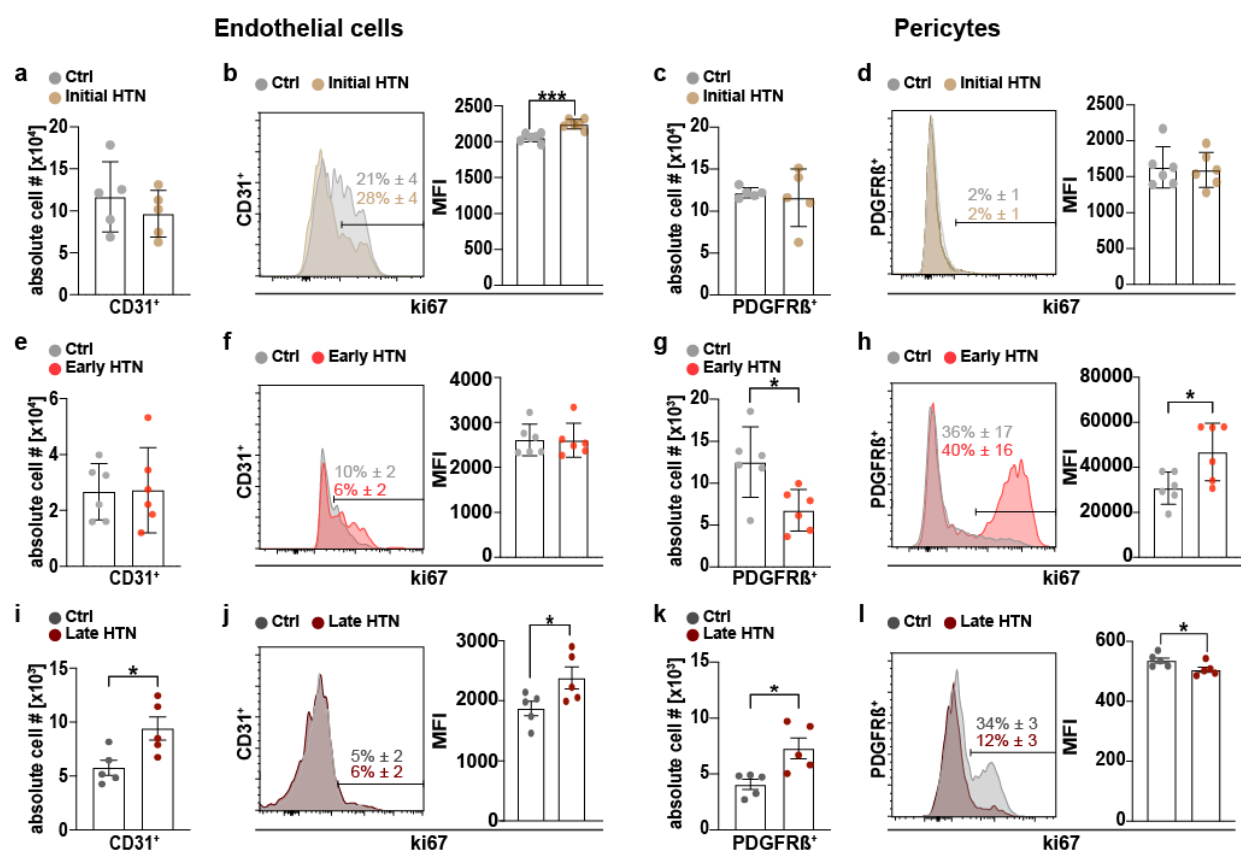 Endothelial cells
Pericytes
a
Ctrl
Initial HTN
absolute cell # [x10⁴]
20
15
10
5
0
CD31⁺
b
Ctrl
Initial HTN
CD31⁺
21% ± 4
28% ± 4
MFI
2500
2000
1500
1000
500
0
***
ki67
c
Ctrl
Initial HTN
absolute cell # [x10⁴]
20
15
10
5
0
PDGFRß⁺
d
Ctrl
Initial HTN
PDGFRß⁺
2% ± 1
2% ± 1
MFI
2500
2000
1500
1000
500
0
ki67
e
Ctrl
Early HTN
absolute cell # [x10⁴]
6
4
2
0
CD31⁺
f
Ctrl
Early HTN
CD31⁺
10% ± 2
6% ± 2
MFI
4000
3000
2000
1000
0
ki67
g
Ctrl
Early HTN
absolute cell # [x10³]
20
15
10
5
0
*
PDGFRß⁺
h
Ctrl
Early HTN
PDGFRß⁺
36% ± 17
40% ± 16
MFI
80000
60000
40000
20000
0
*
ki67
i
Ctrl
Late HTN
absolute cell # [x10³]
15
10
5
0
*
CD31⁺
j
Ctrl
Late HTN
CD31⁺
5% ± 2
6% ± 2
MFI
3000
2000
1000
0
*
ki67
k
Ctrl
Late HTN
absolute cell # [x10³]
15
10
5
0
*
PDGFRß⁺
l
Ctrl
Late HTN
PDGFRß⁺
34% ± 3
12% ± 3
MFI
600
400
200
0
*
ki67